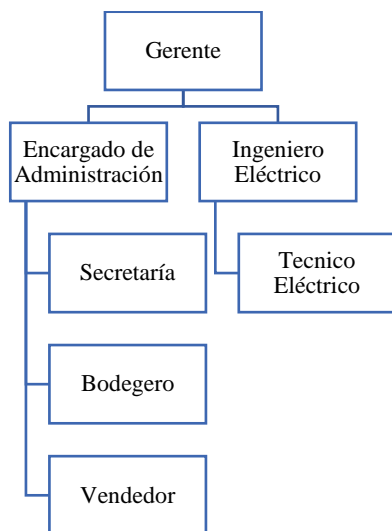 Gerente
Encargado de
Administración
Ingeniero
Eléctrico
Secretaría
Tecnico
Eléctrico
Bodegero
Vendedor